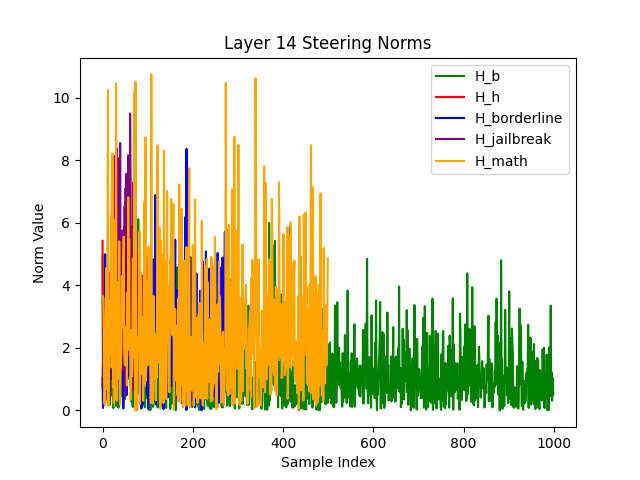 Layer 14 Steering Norms
H_b
H_h
H_borderline
H_jailbreak
H_math
Norm Value
10
8
6
4
2
0
0 200 400 600 800 1000
Sample Index